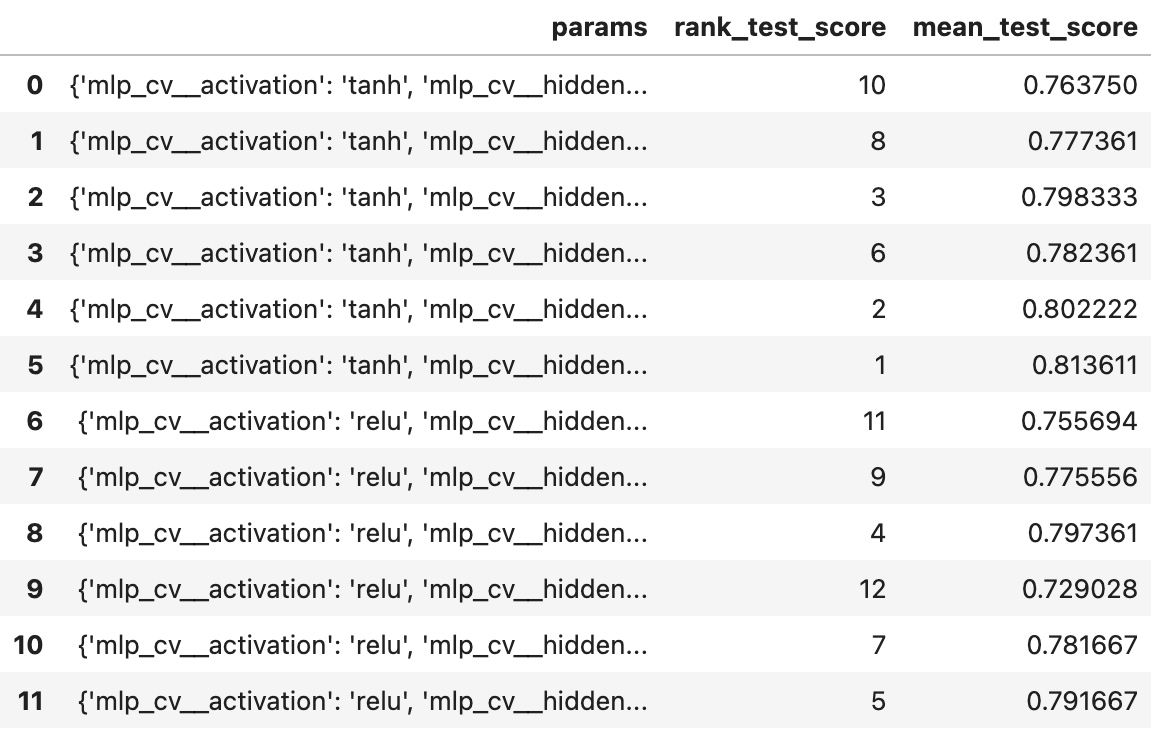 params rank_test_score mean_test_score
0 {'mlp_cv__activation': 'tanh', 'mlp_cv__hidden... 10 0.763750
1 {'mlp_cv__activation': 'tanh', 'mlp_cv__hidden... 8 0.777361
2 {'mlp_cv__activation': 'tanh', 'mlp_cv__hidden... 3 0.798333
3 {'mlp_cv__activation': 'tanh', 'mlp_cv__hidden... 6 0.782361
4 {'mlp_cv__activation': 'tanh', 'mlp_cv__hidden... 2 0.802222
5 {'mlp_cv__activation': 'tanh', 'mlp_cv__hidden... 1 0.813611
6 {'mlp_cv__activation': 'relu', 'mlp_cv__hidden... 11 0.755694
7 {'mlp_cv__activation': 'relu', 'mlp_cv__hidden... 9 0.775556
8 {'mlp_cv__activation': 'relu', 'mlp_cv__hidden... 4 0.797361
9 {'mlp_cv__activation': 'relu', 'mlp_cv__hidden... 12 0.729028
10 {'mlp_cv__activation': 'relu', 'mlp_cv__hidden... 7 0.781667
11 {'mlp_cv__activation': 'relu', 'mlp_cv__hidden... 5 0.791667